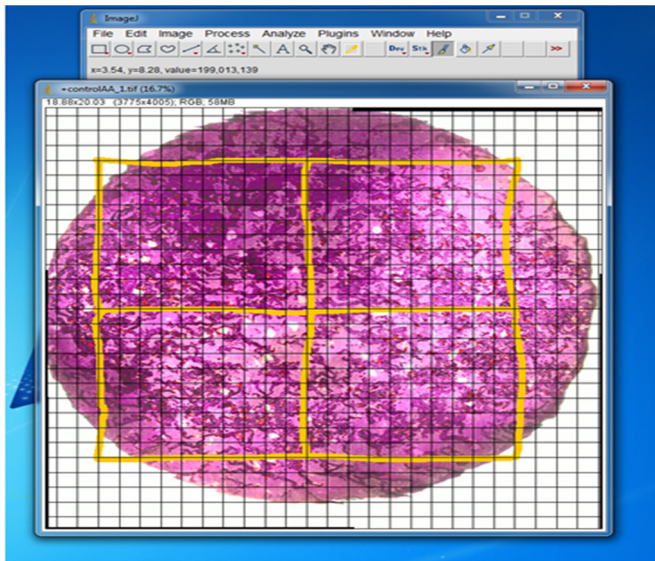 ImageJ
File Edit Image Process Analyze Plugins Window Help
A Dev Stk >>
x=3.54, y=8.28, value=199,013,139
+controlAA_1.tif (16.7%)
18.88x20.03 (3775x4005); RGB; 58MB